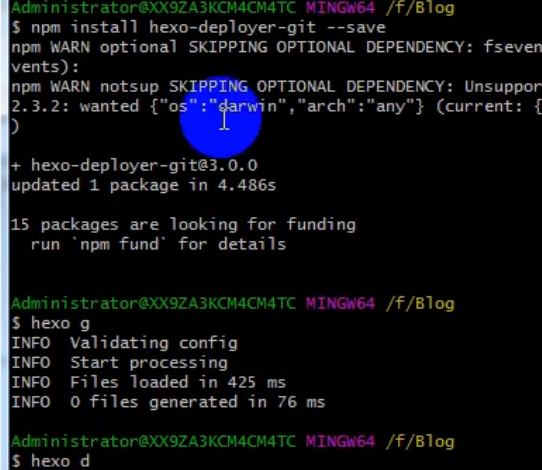 Administrator@XX9ZA3KCM4CM4TC MINGW64 /f/Blog
$ npm install hexo-deployer-git --save
npm WARN optional SKIPPING OPTIONAL DEPENDENCY: fseven
vents):
npm WARN notsup SKIPPING OPTIONAL DEPENDENCY: Unsuppor
2.3.2: wanted {"os":"darwin","arch":"any"} (current: {
)
+ hexo-deployer-git@3.0.0
updated 1 package in 4.486s
15 packages are looking for funding
run `npm fund` for details
Administrator@XX9ZA3KCM4CM4TC MINGW64 /f/Blog
$ hexo g
INFO  Validating config
INFO  Start processing
INFO  Files loaded in 425 ms
INFO  0 files generated in 76 ms
Administrator@XX9ZA3KCM4CM4TC MINGW64 /f/Blog
$ hexo d